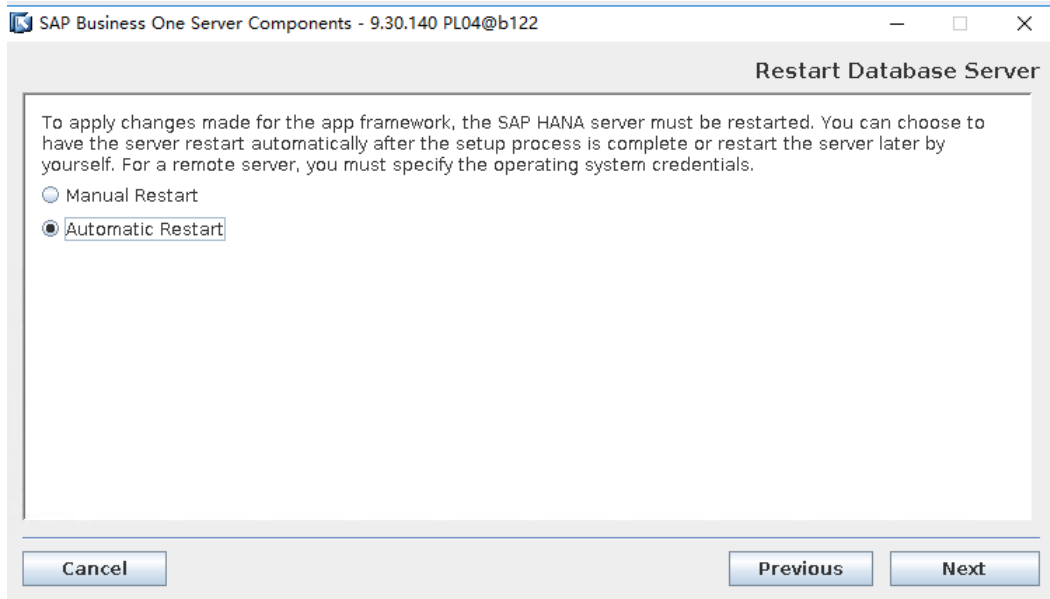 SAP Business One Server Components - 9.30.140 PL04@b122
Restart Database Server
To apply changes made for the app framework, the SAP HANA server must be restarted. You can choose to
have the server restart automatically after the setup process is complete or restart the server later by
yourself. For a remote server, you must specify the operating system credentials.
Manual Restart
Automatic Restart
Cancel
Previous
Next